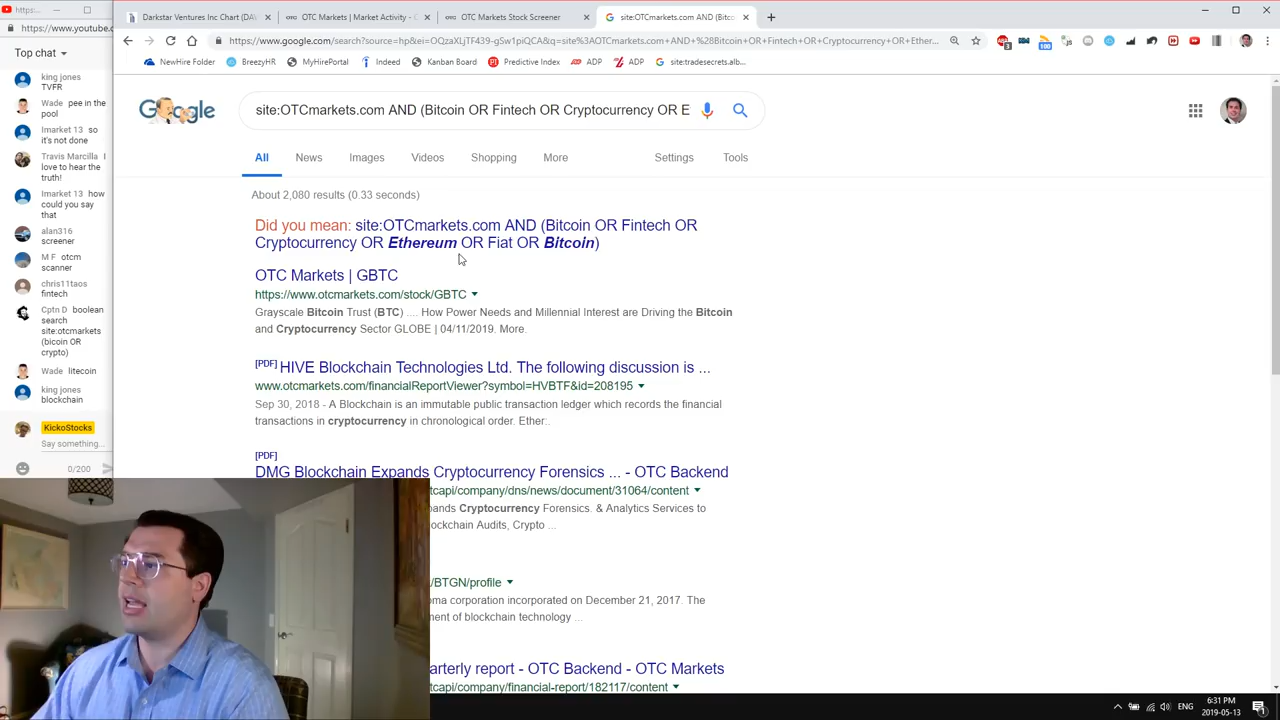 https:...
https://www.youtube.c
Top chat
king jones
TVFR
Wade pee in the
pool
Imarket 13 so
it's not done
Travis Marcilla I
love to hear the
truth!
Imarket 13 how
could you say
that
alan316
screener
M F otcm
scanner
chris11taos
fintech
Cptn D boolean
search
site:otcmarkets
(bicoin OR
crypto)
Wade litecoin
king jones
blockchain
KickoStocks
Say something...
0/200
Darkstar Ventures Inc Chart (DAV
OTC Markets | Market Activity - C
OTC Markets Stock Screener
site:OTCmarkets.com AND (Bitco
https://www.google.com/search?source=hp&ei=OQzaXLjTF439-gSw1piQCA&q=site%3AOTCmarkets.com+AND+%28Bitcoin+OR+Fintech+OR+Cryptocurrency+OR+Ether...
NewHire Folder
BreezyHR
MyHirePortal
Indeed
Kanban Board
Predictive Index
ADP
ADP
site:tradesecrets.alb...
Google
site:OTCmarkets.com AND (Bitcoin OR Fintech OR Cryptocurrency OR E
All
News
Images
Videos
Shopping
More
Settings
Tools
About 2,080 results (0.33 seconds)
Did you mean: site:OTCmarkets.com AND (Bitcoin OR Fintech OR
Cryptocurrency OR Ethereum OR Fiat OR Bitcoin)
OTC Markets | GBTC
https://www.otcmarkets.com/stock/GBTC
Grayscale Bitcoin Trust (BTC) .... How Power Needs and Millennial Interest are Driving the Bitcoin
and Cryptocurrency Sector GLOBE | 04/11/2019. More.
[PDF] HIVE Blockchain Technologies Ltd. The following discussion is ...
www.otcmarkets.com/financialReportViewer?symbol=HVBTF&id=208195
Sep 30, 2018 - A Blockchain is an immutable public transaction ledger which records the financial
transactions in cryptocurrency in chronological order. Ether:.
[PDF]
DMG Blockchain Expands Cryptocurrency Forensics ... - OTC Backend
tcapi/company/dns/news/document/31064/content
pands Cryptocurrency Forensics. & Analytics Services to
ockchain Audits, Crypto ...
/BTGN/profile
oma corporation incorporated on December 21, 2017. The
ment of blockchain technology ...
arterly report - OTC Backend - OTC Markets
tcapi/company/financial-report/182117/content
ENG
6:31 PM
2019-05-13